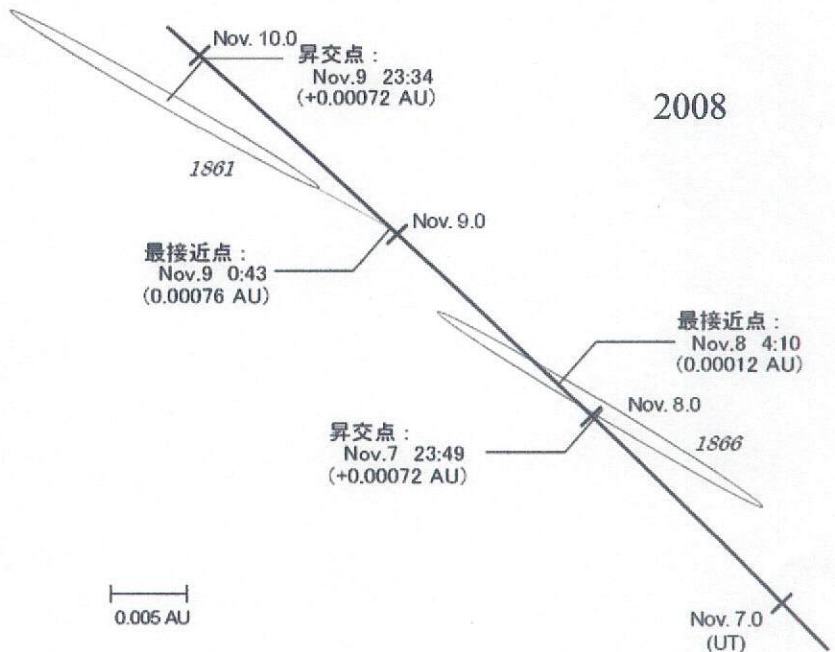 Nov. 10.0
昇交点：
Nov.9 23:34
(+0.00072 AU)
2008
1861
Nov. 9.0
最接近点：
Nov.9 0:43
(0.00076 AU)
最接近点：
Nov.8 4:10
(0.00012 AU)
Nov. 8.0
昇交点：
Nov.7 23:49
(+0.00072 AU)
1866
0.005 AU
Nov. 7.0
(UT)